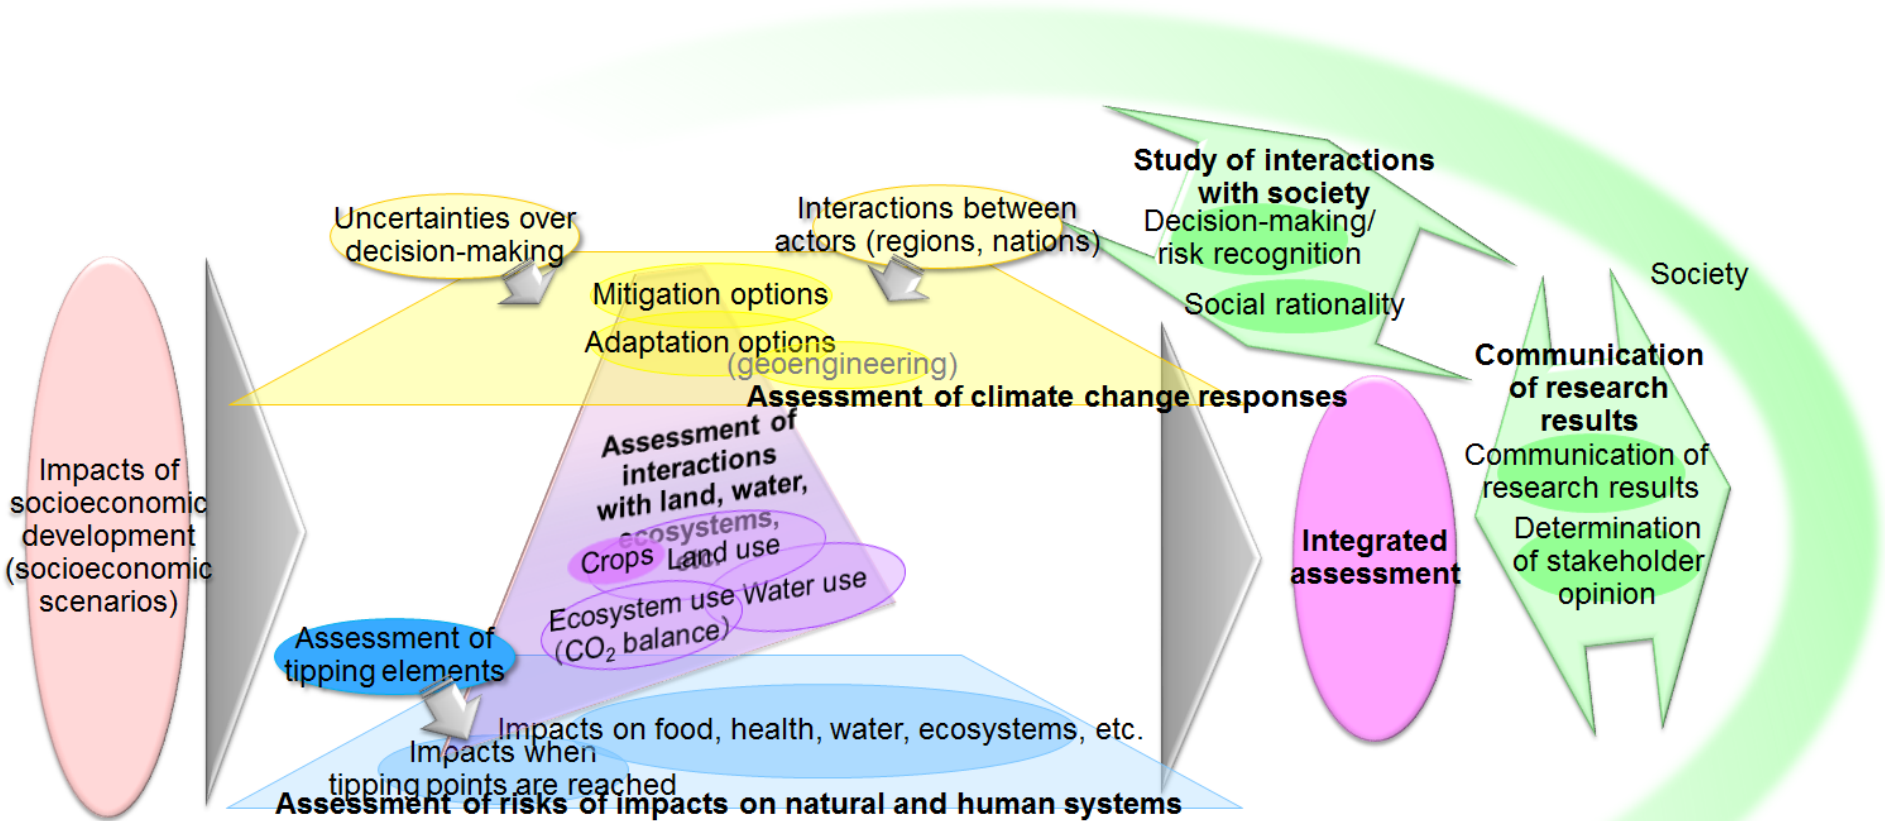 Study of interactions
with society
Decision-making/
risk recognition
Social rationality
Society
Uncertainties over
decision-making
Interactions between
actors (regions, nations)
Mitigation options
Adaptation options
(geoengineering)
Assessment of climate change responses
Communication
of research
results
Communication of
research results
Determination
of stakeholder
opinion
Impacts of
socioeconomic
development
(socioeconomic
scenarios)
Assessment of
interactions
with land, water,
ecosystems,
etc.
Crops
Land use
Ecosystem use
(CO₂ balance)
Water use
Integrated
assessment
Assessment of
tipping elements
Impacts on food, health, water, ecosystems, etc.
Impacts when
tipping points are reached
Assessment of risks of impacts on natural and human systems